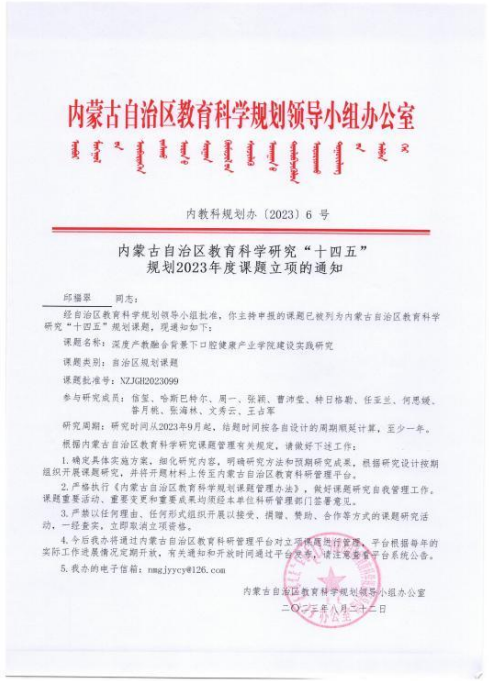 内蒙古自治区教育科学规划领导小组办公室
内教科规划办〔2023〕6 号
内蒙古自治区教育科学研究“十四五”
规划2023年度课题立项的通知
邱福翠 同志：
经自治区教育科学规划领导小组批准，你主持申报的课题已被列为内蒙古自治区教育科学
研究“十四五”规划课题，现通知如下：
课题名称：深度产教融合背景下口腔健康产业学院建设实践研究
课题类别：自治区规划课题
课题批准号：NZJGH2023099
参与研究成员：信玺、哈斯巴特尔、周一、张颖、曹沛莹、特日格勒、任亚兰、何思媛、
鲁月桃、张海林、文秀云、王占军
研究周期：研究时间从2023年9月起，结题时间按各自设计的周期顺延计算，至少一年。
根据内蒙古自治区教育科学研究课题管理有关规定，请做好下述工作：
1.确定具体实施方案，细化研究内容，明确研究方法和预期研究成果，根据研究设计按期
组织开展课题研究，并将开题材料上传至内蒙古自治区教育科研管理平台。
2.严格执行《内蒙古自治区教育科学规划课题管理办法》，做好课题研究自我管理工作。
课题重要活动、重要变更和重要成果均须经本单位科研管理部门签署意见。
3.严禁以任何理由、任何形式组织开展以接受、捐赠、赞助、合作等方式的课题研究活
动，一经查实，立即取消立项资格。
4.今后我办将通过内蒙古自治区教育科研管理平台对立项课题进行管理，平台根据每年的
实际工作进展情况定期开放，有关通知和开放时间通过平台发布，请注意查看平台系统公告。
5.我办的电子信箱：nmgjyycy@126.com
内蒙古自治区教育科学规划领导小组办公室
二〇二三年八月二十二日